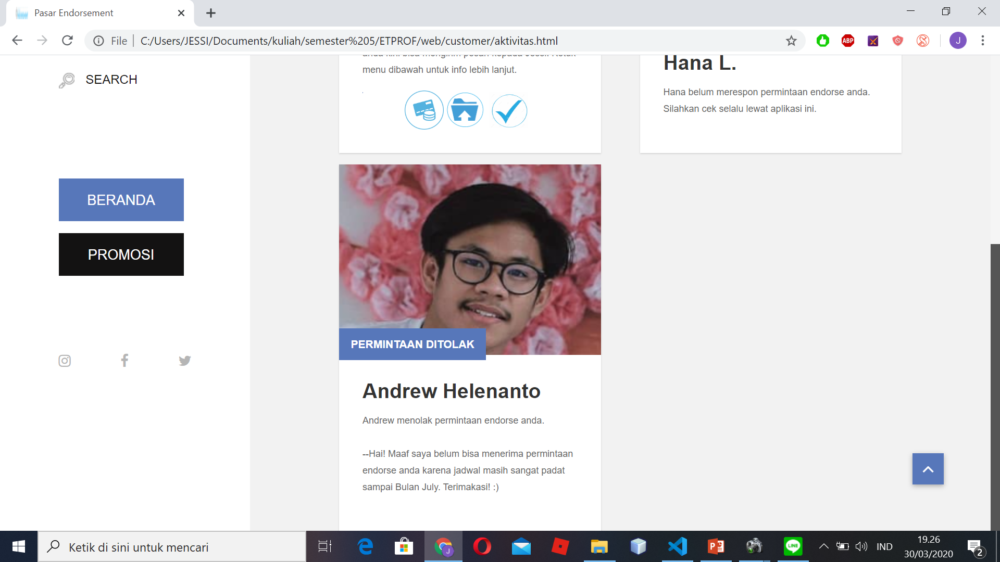 Pasar Endorsement
File
C:/Users/JESSI/Documents/kuliah/semester%205/ETPROF/web/customer/aktivitas.html
ABP
J
SEARCH
BERANDA
PROMOSI
menu dibawah untuk info lebih lanjut.
Hana L.
Hana belum merespon permintaan endorse anda.
Silahkan cek selalu lewat aplikasi ini.
PERMINTAAN DITOLAK
Andrew Helenanto
Andrew menolak permintaan endorse anda.
--Hai! Maaf saya belum bisa menerima permintaan
endorse anda karena jadwal masih sangat padat
sampai Bulan July. Terimakasi! :)
Ketik di sini untuk mencari
J
LINE
IND
19.26
30/03/2020
2